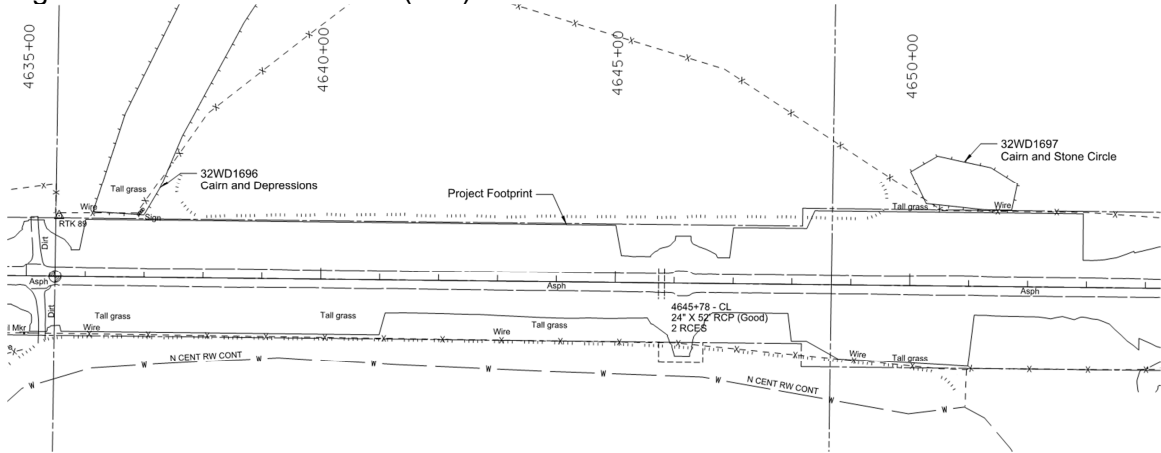 4635+00
4640+00
4645+00
4650+00
32WD1696
Cairn and Depressions
32WD1697
Cairn and Stone Circle
Project Footprint
Tall grass
Wire
Sign
RTK 89
Tall grass
Wire
Dirt
Asph
Asph
Asph
Dirt
4645+78 - CL
24" X 52' RCP (Good)
2 RCES
Tall grass
Tall grass
Tall grass
l Mkr
Wire
Wire
Wire
Tall grass
N CENT RW CONT
N CENT RW CONT